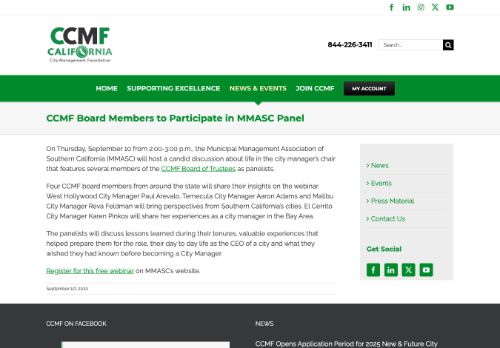 CCMF
CALIFORNIA
City Management Foundation
844-226-3411
Search...
HOME SUPPORTING EXCELLENCE NEWS & EVENTS JOIN CCMF MY ACCOUNT
CCMF Board Members to Participate in MMASC Panel
On Thursday, September 10 from 2:00-3:00 p.m., the Municipal Management Association of
Southern California (MMASC) will host a candid discussion about life in the city manager's chair
that features several members of the CCMF Board of Trustees as panelists.
Four CCMF board members from around the state will share their insights on the webinar.
West Hollywood City Manager Paul Arevalo, Temecula City Manager Aaron Adams and Malibu
City Manager Reva Feldman will bring perspectives from Southern California's cities. El Cerrito
City Manager Karen Pinkos will share her experiences as a city manager in the Bay Area.
The panelists will discuss lessons learned during their tenures, valuable experiences that
helped prepare them for the role, their day to day life as the CEO of a city and what they
wished they had known before becoming a City Manager.
Register for this free webinar on MMASC's website.
September 1st, 2020
> News
> Events
> Press Material
> Contact Us
Get Social
CCMF ON FACEBOOK
NEWS
CCMF Opens Application Period for 2025 New & Future City